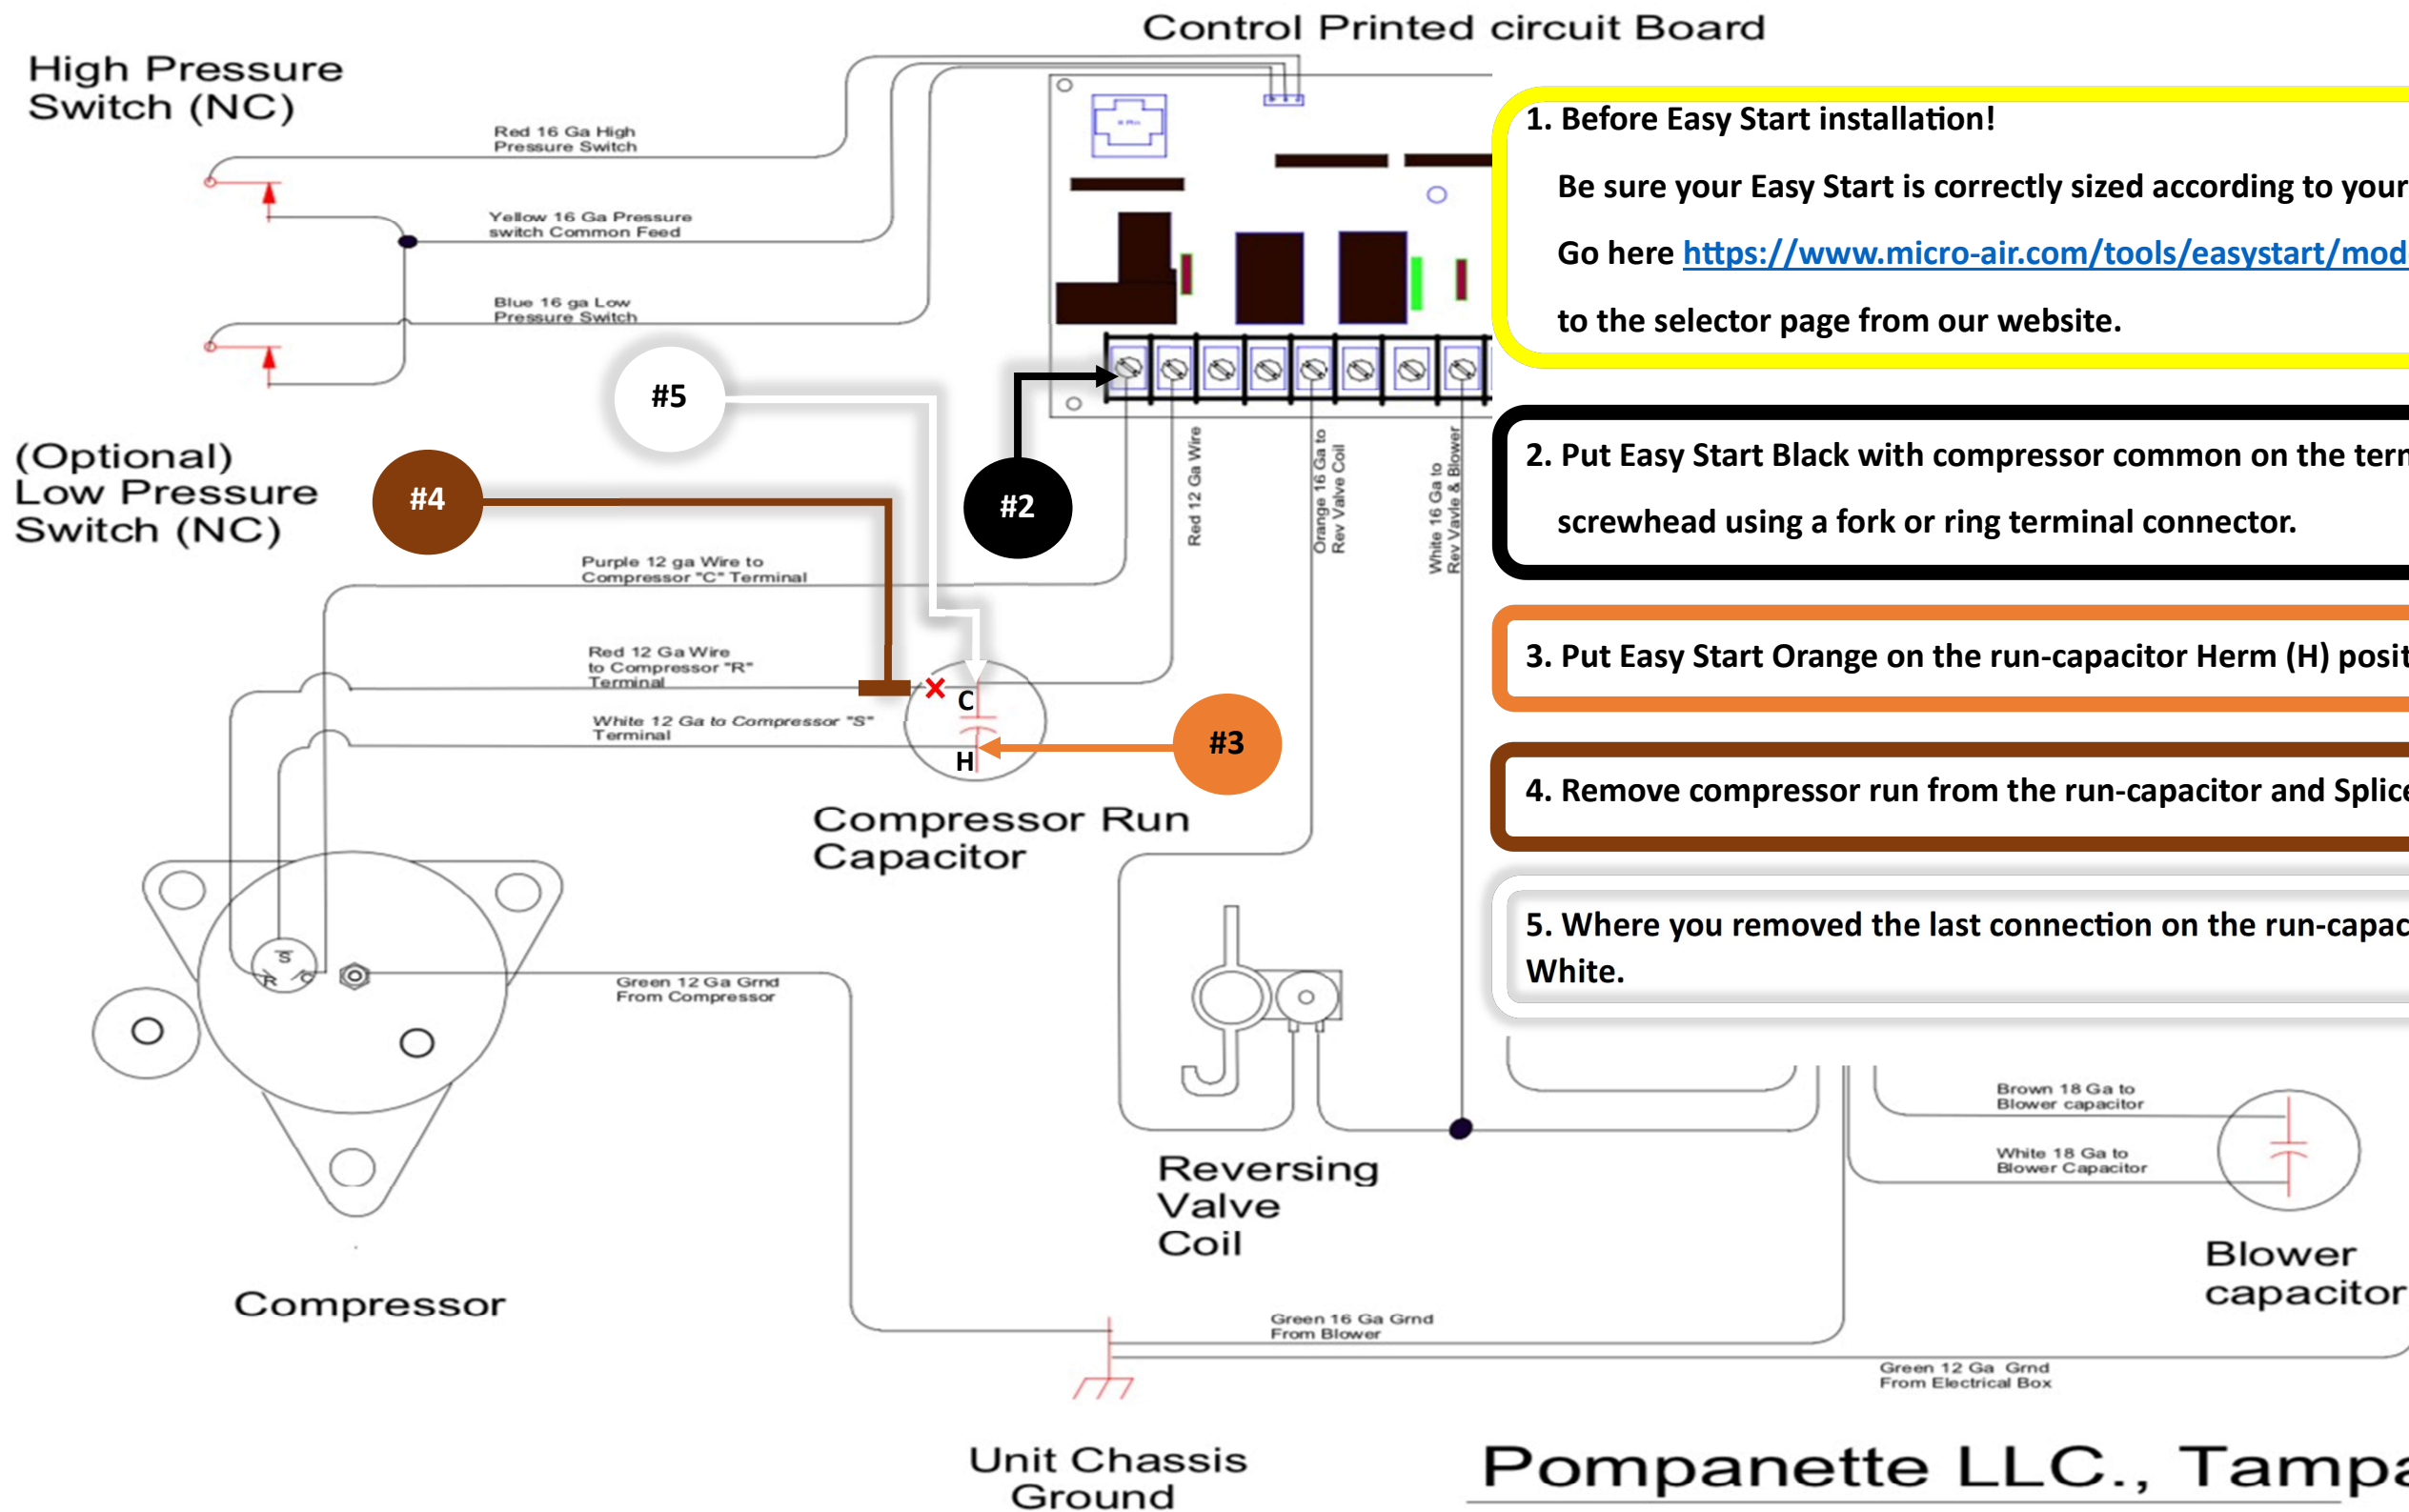 Control Printed circuit Board
High Pressure
Switch (NC)
Red 16 Ga High
Pressure Switch
Yellow 16 Ga Pressure
switch Common Feed
Blue 16 ga Low
Pressure Switch
(Optional)
Low Pressure
Switch (NC)
#5
#4
#2
1. Before Easy Start installation!
Be sure your Easy Start is correctly sized according to your
Go here https://www.micro-air.com/tools/easystart/mod
to the selector page from our website.
2. Put Easy Start Black with compressor common on the tern
screwhead using a fork or ring terminal connector.
3. Put Easy Start Orange on the run-capacitor Herm (H) posit
4. Remove compressor run from the run-capacitor and Splice
5. Where you removed the last connection on the run-capac
White.
Red 12 Ga Wire
Orange 16 Ga to
Rev Valve Coil
White 16 Ga to
Rev Vavle & Blower
Purple 12 ga Wire to
Compressor "C" Terminal
Red 12 Ga Wire
to Compressor "R"
Terminal
White 12 Ga to Compressor "S"
Terminal
C
H
#3
Compressor Run
Capacitor
S
R
C
Green 12 Ga Grnd
From Compressor
Compressor
Reversing
Valve
Coil
Brown 18 Ga to
Blower capacitor
White 18 Ga to
Blower Capacitor
Blower
capacitor
Green 16 Ga Grnd
From Blower
Green 12 Ga Grnd
From Electrical Box
Unit Chassis
Ground
Pompanette LLC., Tampa